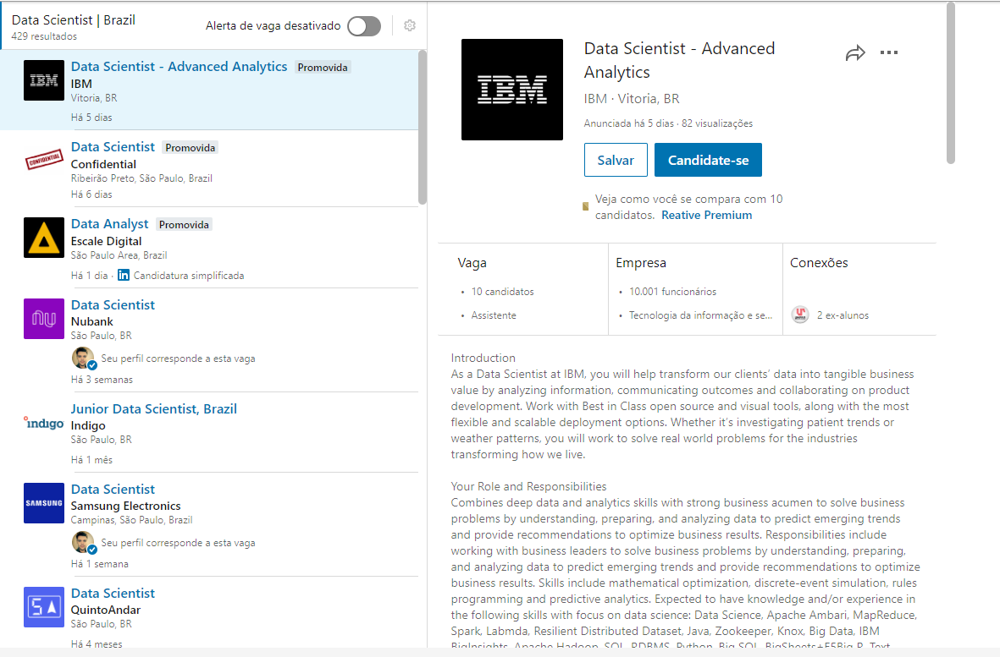 Data Scientist | Brazil
429 resultados
Alerta de vaga desativado
IBM
Data Scientist - Advanced Analytics Promovida
IBM
Vitoria, BR
Há 5 dias
CONFIDENTIAL
Data Scientist Promovida
Confidential
Ribeirão Preto, São Paulo, Brazil
Há 6 dias
Data Analyst Promovida
Escale Digital
São Paulo Area, Brazil
Há 1 dia · in Candidatura simplificada
nu
Data Scientist
Nubank
São Paulo, BR
Seu perfil corresponde a esta vaga
Há 3 semanas
indigo
Junior Data Scientist, Brazil
Indigo
São Paulo, BR
Há 1 mês
SAMSUNG
Data Scientist
Samsung Electronics
Campinas, São Paulo, Brazil
Seu perfil corresponde a esta vaga
Há 1 semana
Data Scientist
QuintoAndar
São Paulo, BR
Há 4 meses
IBM
Data Scientist - Advanced
Analytics
IBM · Vitoria, BR
Anunciada há 5 dias · 82 visualizações
Salvar
Candidate-se
Veja como você se compara com 10
candidatos. Reative Premium
Vaga
• 10 candidatos
• Assistente
Empresa
• 10.001 funcionários
• Tecnologia da informação e se...
Conexões
2 ex-alunos
Introduction
As a Data Scientist at IBM, you will help transform our clients’ data into tangible business
value by analyzing information, communicating outcomes and collaborating on product
development. Work with Best in Class open source and visual tools, along with the most
flexible and scalable deployment options. Whether it’s investigating patient trends or
weather patterns, you will work to solve real world problems for the industries
transforming how we live.
Your Role and Responsibilities
Combines deep data and analytics skills with strong business acumen to solve business
problems by understanding, preparing, and analyzing data to predict emerging trends
and provide recommendations to optimize business results. Responsibilities include
working with business leaders to solve business problems by understanding, preparing,
and analyzing data to predict emerging trends and provide recommendations to optimize
business results. Skills include mathematical optimization, discrete-event simulation, rules
programming and predictive analytics. Expected to have knowledge and/or experience in
the following skills with focus on data science: Data Science, Apache Ambari, MapReduce,
Spark, Labmda, Resilient Distributed Dataset, Java, Zookeeper, Knox, Big Data, IBM
BigInsights, Apache Hadoop, SQL, RDBMS, Python, Big SQL, BigSheets+E5Big R, Text